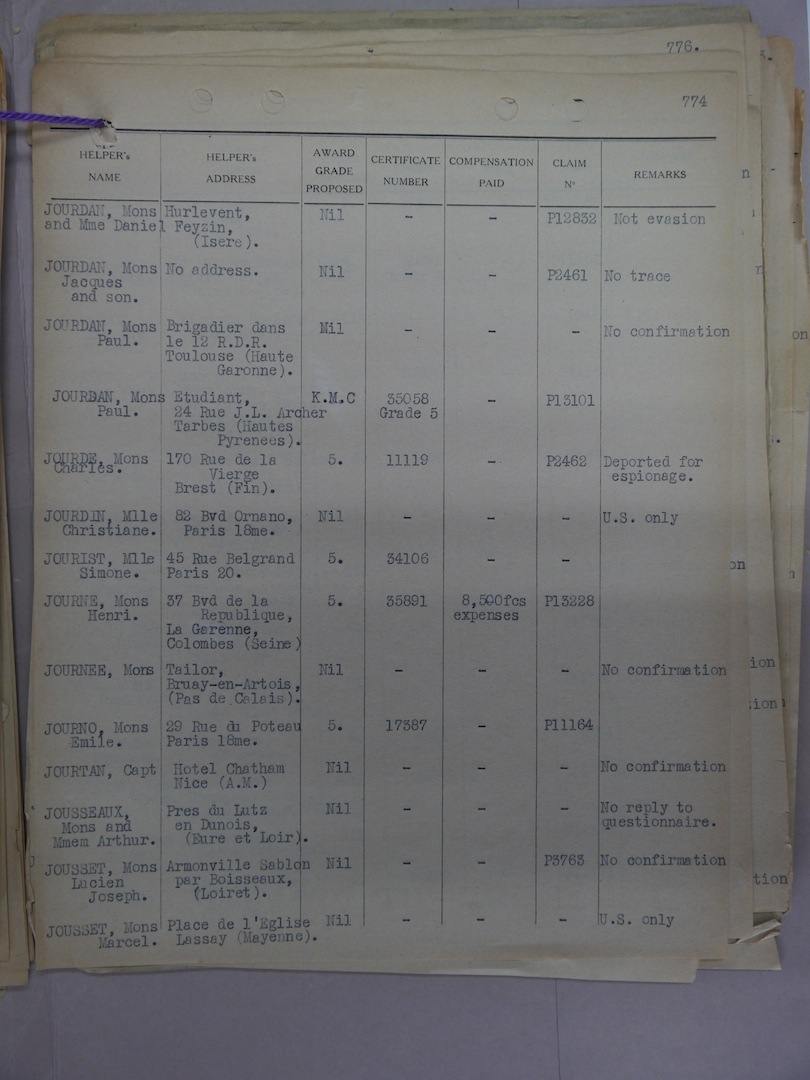 776.
774
HELPER's NAME | HELPER's ADDRESS | AWARD GRADE PROPOSED | CERTIFICATE NUMBER | COMPENSATION PAID | CLAIM Nº | REMARKS
JOURDAN, Mons Hurlevent, Nil - - P12832 Not evasion
and Mme Daniel Feyzin,
(Isere).
JOURDAN, Mons No address. Nil - - P2461 No trace
Jacques
and son.
JOURDAN, Mons Brigadier dans Nil - - - No confirmation
Paul. le 12 R.D.R.
Toulouse (Haute
Garonne).
JOURDAN, Mons Etudiant, K.M.C 35058 - P13101
Paul. 24 Rue J.L. Archer Grade 5
Tarbes (Hautes
Pyrenees).
JOURDE, Mons 170 Rue de la 5. 11119 - P2462 Deported for
Charles. Vierge espionage.
Brest (Fin).
JOURDIN, Mlle 82 Bvd Ornano, Nil - - - U.S. only
Christiane. Paris 18me.
JOURIST, Mlle 45 Rue Belgrand 5. 34106 - -
Simone. Paris 20.
JOURNE, Mons 37 Bvd de la 5. 35891 8,500fcs P13228
Henri. Republique, expenses
La Garenne,
Colombes (Seine)
JOURNEE, Mons Tailor, Nil - - - No confirmation
Bruay-en-Artois,
(Pas de Calais).
JOURNO, Mons 29 Rue du Poteau 5. 17387 - P11164
Emile. Paris 18me.
JOURTAN, Capt Hotel Chatham Nil - - - No confirmation
Nice (A.M.)
JOUSSEAUX, Pres du Lutz Nil - - - No reply to
Mons and en Dunois, questionnaire.
Mmem Arthur. (Eure et Loir).
JOUSSET, Mons Armonville Sablon Nil - - P3763 No confirmation
Lucien par Boisseaux,
Joseph. (Loiret).
JOUSSET, Mons Place de l'Eglise Nil - - - U.S. only
Marcel. Lassay (Mayenne).